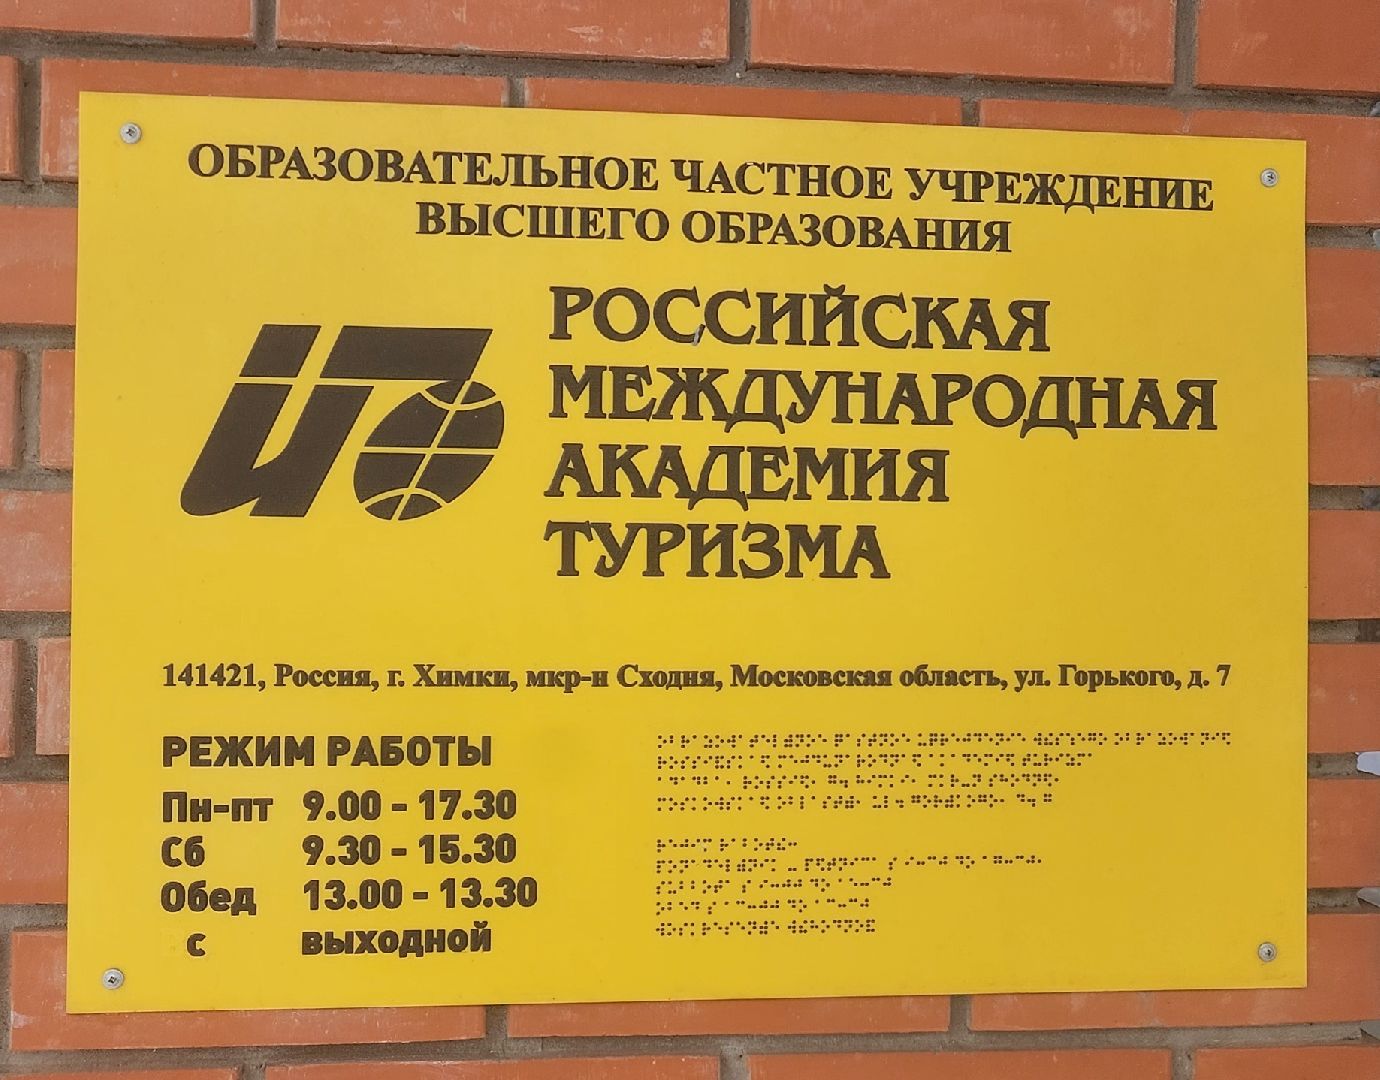 ОБРАЗОВАТЕЛЬНОЕ ЧАСТНОЕ УЧРЕЖДЕНИЕ
ВЫСШЕГО ОБРАЗОВАНИЯ
РОССИЙСКАЯ
МЕЖДУНАРОДНАЯ
АКАДЕМИЯ
ТУРИЗМА
141421, Россия, г. Химки, мкр-н Сходня, Московская область, ул. Горького, д. 7
РЕЖИМ РАБОТЫ
Пн-пт 9.00 - 17.30
Сб 9.30 - 15.30
Обед 13.00 - 13.30
с выходной